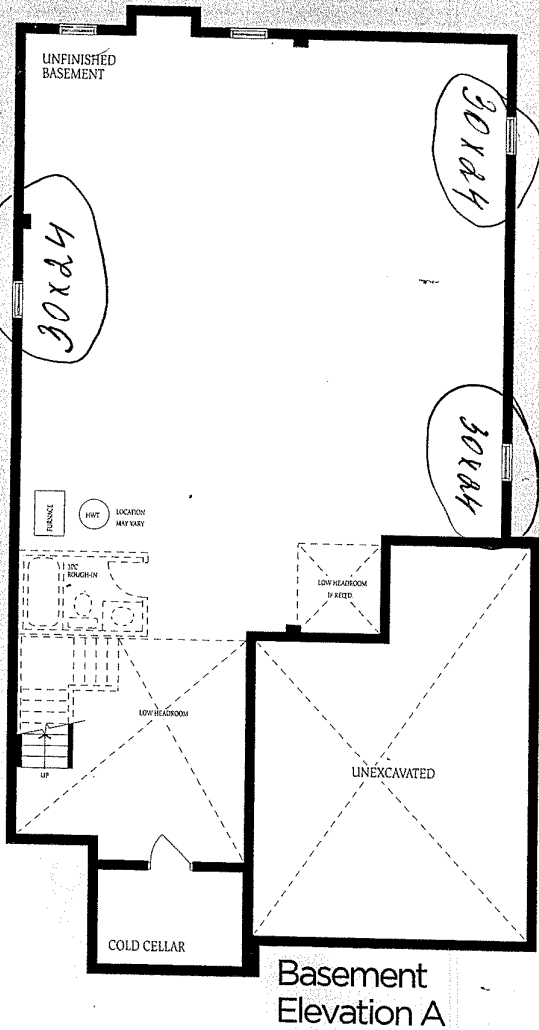 UNFINISHED
BASEMENT
30x24
30x24
30x24
FURNACE
HWT
LOCATION
MAY VARY
3PC
ROUGH-IN
LOW HEADROOM
IF REQ'D.
LOW HEADROOM
UP
UNEXCAVATED
COLD CELLAR
Basement
Elevation A